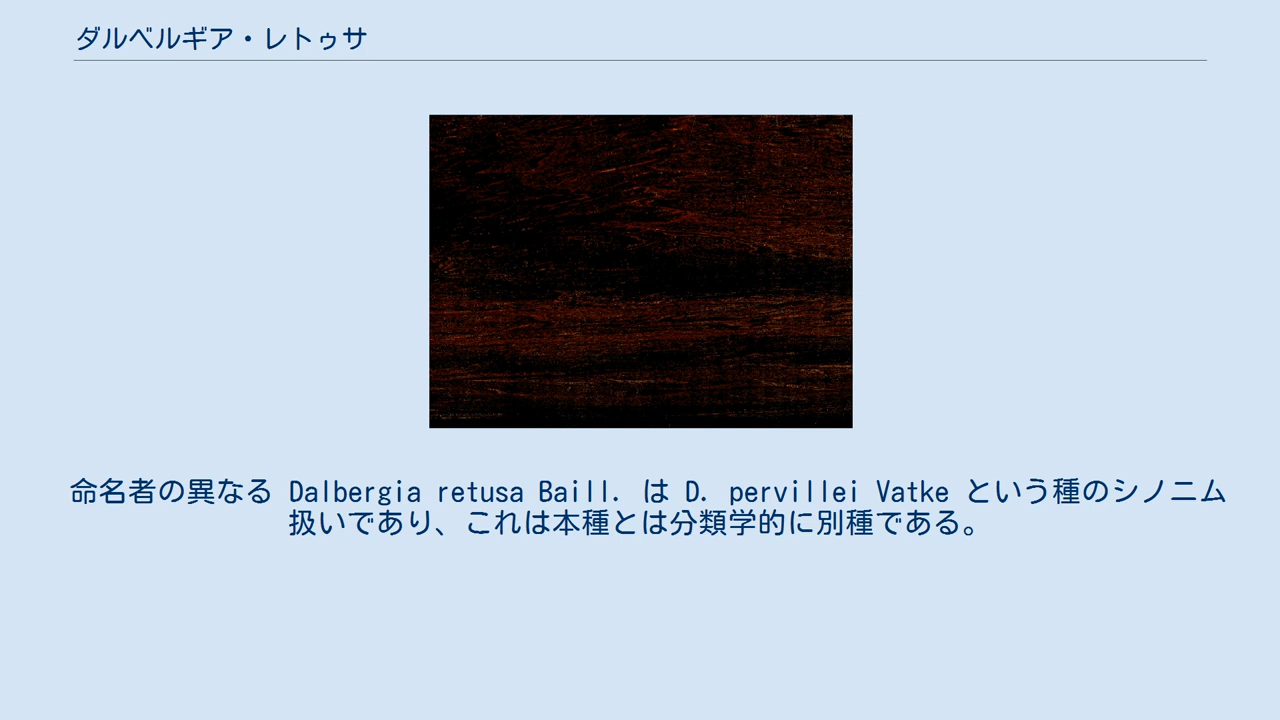 ダルベルギア・レトゥサ
命名者の異なる Dalbergia retusa Baill. は D. pervillei Vatke という種のシノニム
扱いであり、これは本種とは分類学的に別種である。